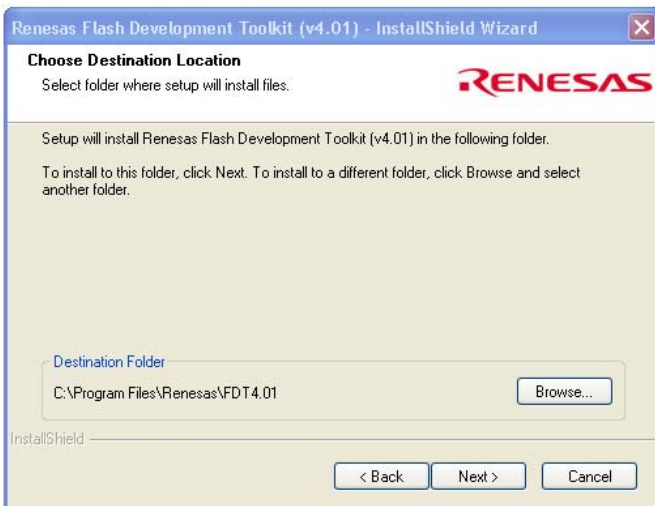 Renesas Flash Development Toolkit (v4.01) - InstallShield Wizard
Choose Destination Location
Select folder where setup will install files.
RENESAS
Setup will install Renesas Flash Development Toolkit (v4.01) in the following folder.
To install to this folder, click Next. To install to a different folder, click Browse and select
another folder.
Destination Folder
C:\Program Files\Renesas\FDT4.01
Browse...
InstallShield
< Back
Next >
Cancel